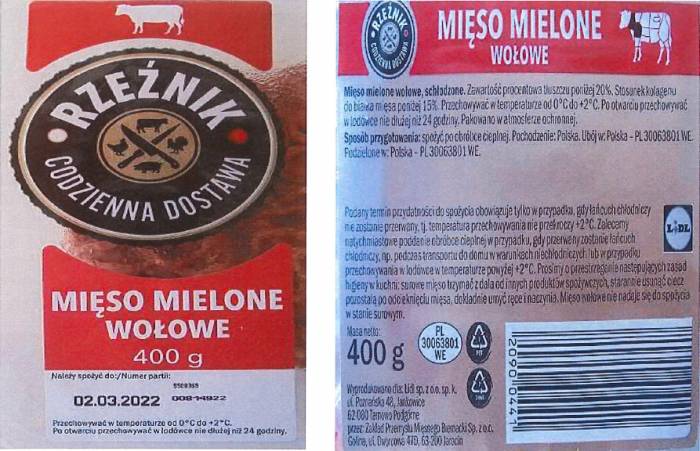 RZEŹNIK
CODZIENNA DOSTAWA
MIĘSO MIELONE
WOŁOWE
400 g
Należy spożyć do:/Numer partii:
02.03.2022
Przechowywać w temperaturze od 0°C do +2°C.
Po otwarciu przechowywać w lodówce nie dłużej niż 24 godziny.
RZEŹNIK
CODZIENNA DOSTAWA
MIĘSO MIELONE
WOŁOWE
Mięso mielone wołowe, schłodzone. Zawartość procentowa tłuszczu poniżej 20%. Stosunek kolagenu
do białka mięsa poniżej 15%. Przechowywać w temperaturze od 0°C do +2°C. Po otwarciu przechowywać
w lodówce nie dłużej niż 24 godziny. Pakowano w atmosferze ochronnej.
Sposób przygotowania: spożyć po obróbce cieplnej. Pochodzenie: Polska. Ubój w: Polska - PL30063801 WE.
Podzielone w: Polska - PL30063801 WE.
Podany termin przydatności do spożycia obowiązuje tylko w przypadku, gdy łańcuch chłodniczy
nie zostanie przerwany, tj. temperatura przechowywania nie przekroczy +2°C. Zalecamy
natychmiastowe poddanie obróbce cieplnej w przypadku, gdy przerwany zostanie łańcuch
chłodniczy, np. podczas transportu do domu w warunkach niechłodniczych lub w przypadku
przechowywania w lodówce w temperaturze powyżej +2°C. Prosimy o przestrzeganie następujących zasad
higieny w kuchni: surowe mięso trzymać z dala od innych produktów spożywczych, starannie usunąć ciecz
pozostałą po odcieknięciu mięsa, dokładnie umyć ręce i naczynia. Mięso wołowe nie nadaje się do spożycia
w stanie surowym.
LIDL
Masa netto:
400 g
PL
30063801
WE
PET
Wyprodukowano dla: Lidl sp. z o.o. sp. k.
ul. Poznańska 48, Jankowice
62-080 Tarnowo Podgórne
przez: Zakład Przemysłu Mięsnego Biernacki Sp. z o.o.
Golina, ul. Dworcowa 47D, 63-200 Jarocin
20900441